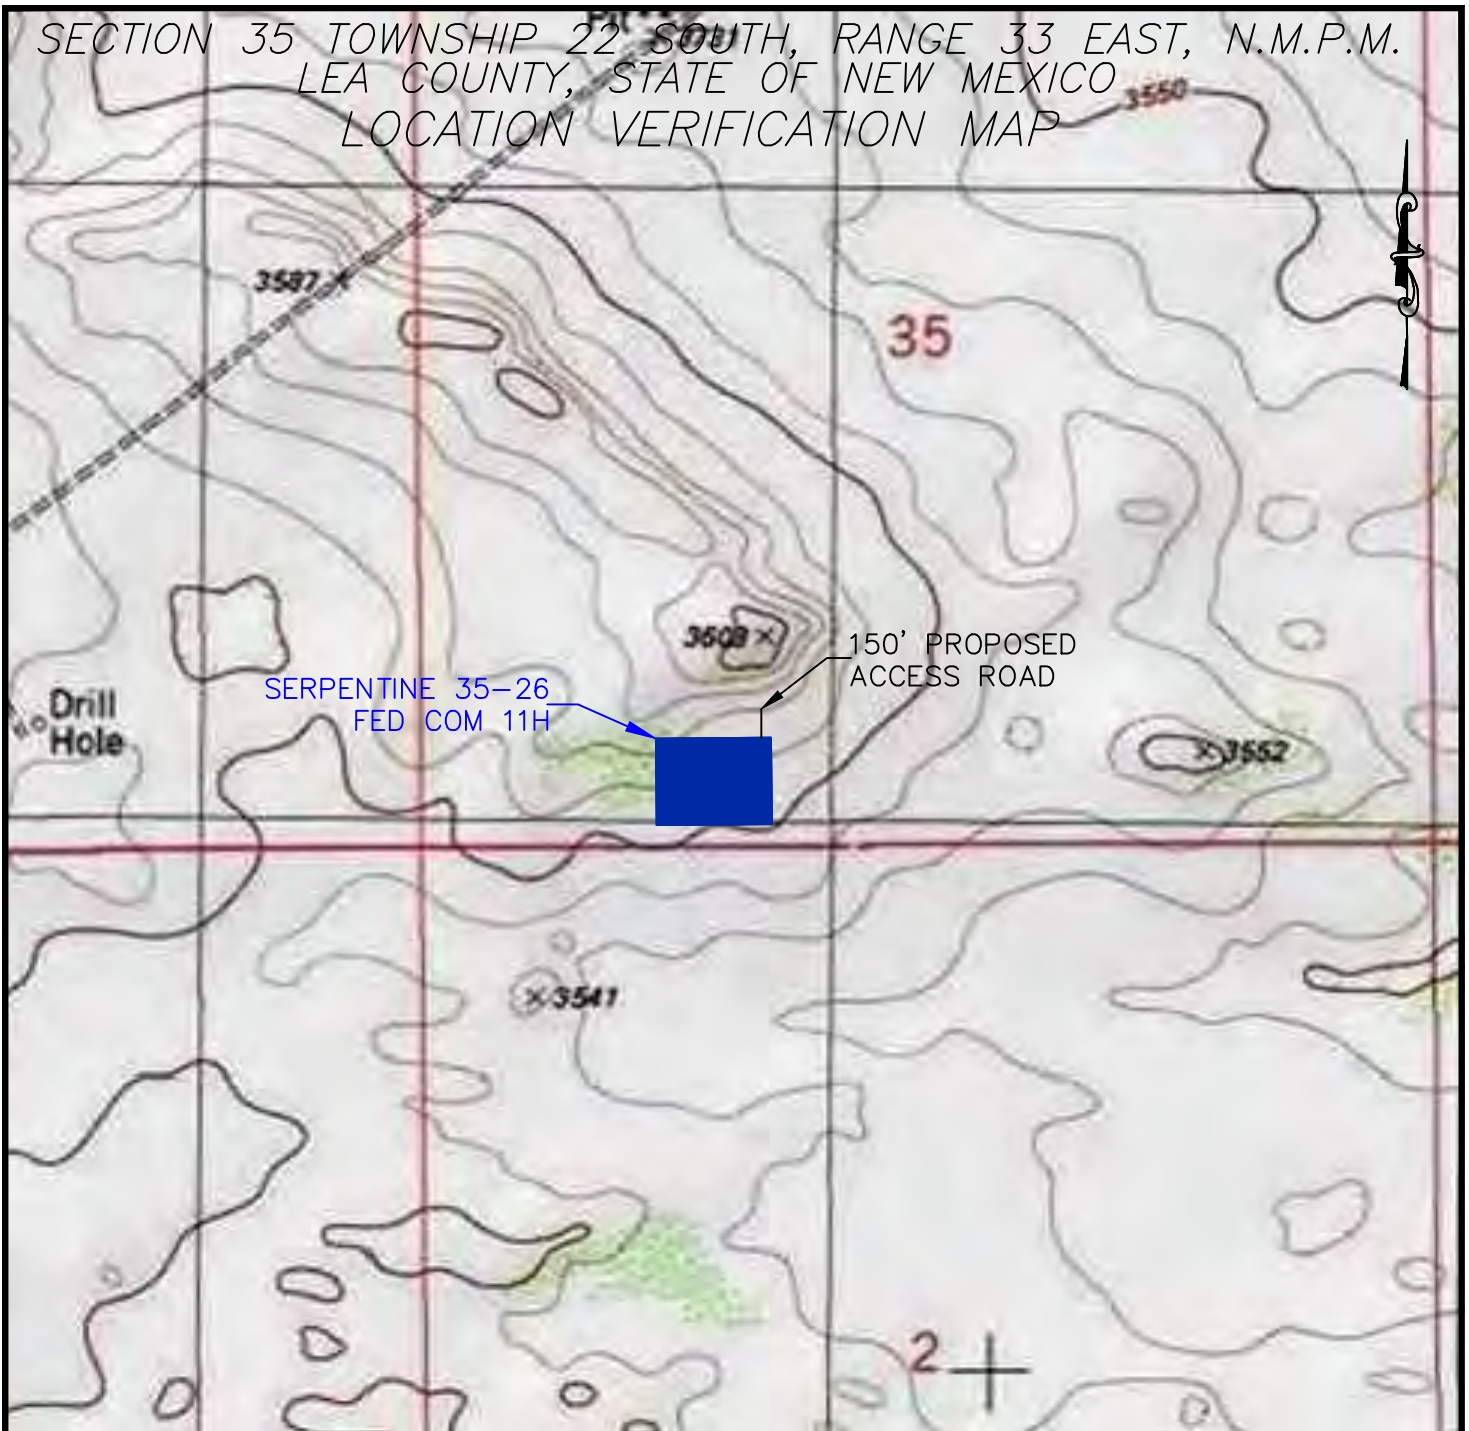 SECTION 35 TOWNSHIP 22 SOUTH, RANGE 33 EAST, N.M.P.M.
LEA COUNTY, STATE OF NEW MEXICO
LOCATION VERIFICATION MAP
3550
3587
35
3603
150' PROPOSED
ACCESS ROAD
SERPENTINE 35-26
FED COM 11H
Drill
Hole
3552
3541
2